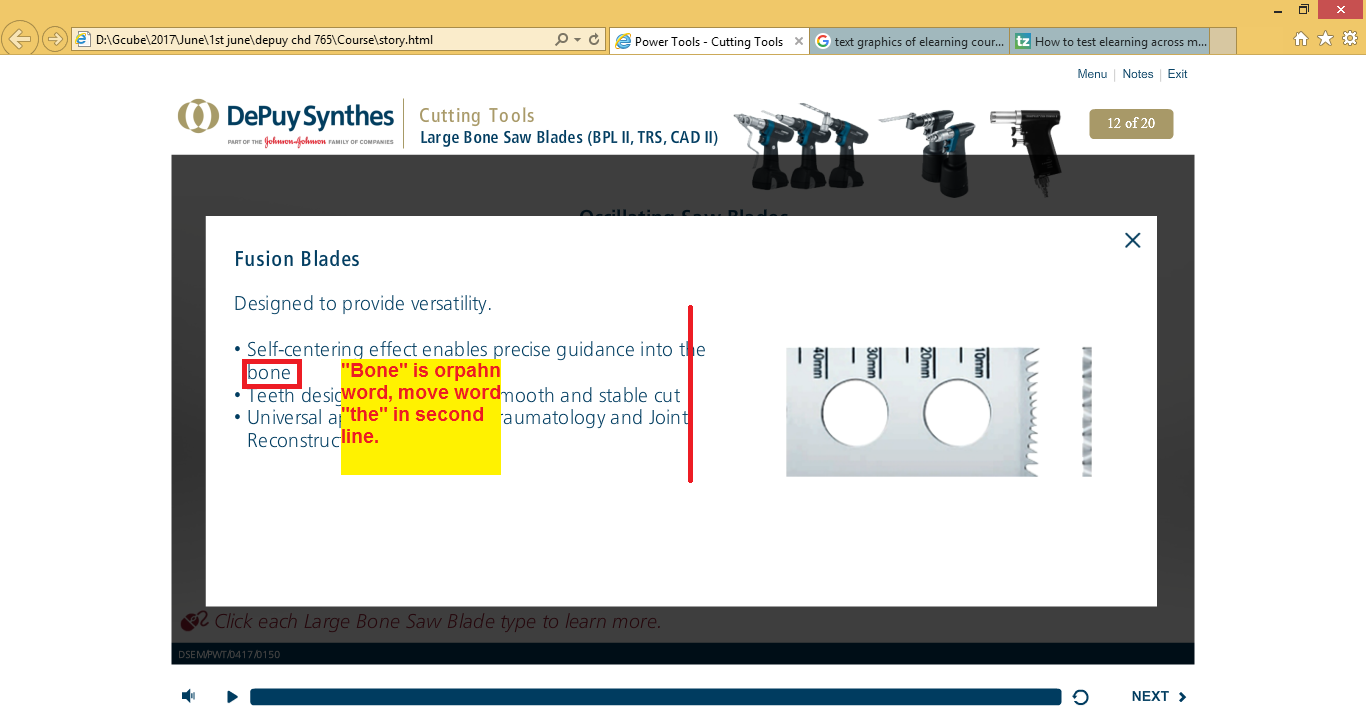 D:\Gcube\2017\June\1st june\depuy chd 765\Course\story.html
Power Tools - Cutting Tools
text graphics of elearning cour...
How to test elearning across m...
Menu | Notes | Exit
DePuy Synthes
PART OF THE Johnson & Johnson FAMILY OF COMPANIES
Cutting Tools
Large Bone Saw Blades (BPL II, TRS, CAD II)
12 of 20
Oscillating Saw Blades
Fusion Blades
Designed to provide versatility.
• Self-centering effect enables precise guidance into the
bone
• Teeth desig
mooth and stable cut
• Universal ap
raumatology and Joint
Reconstruc
"Bone" is orpahn
word, move word
"the" in second
line.
40mm
30mm
20mm
10mm
Click each Large Bone Saw Blade type to learn more.
DSEM/PWT/0417/0150
NEXT